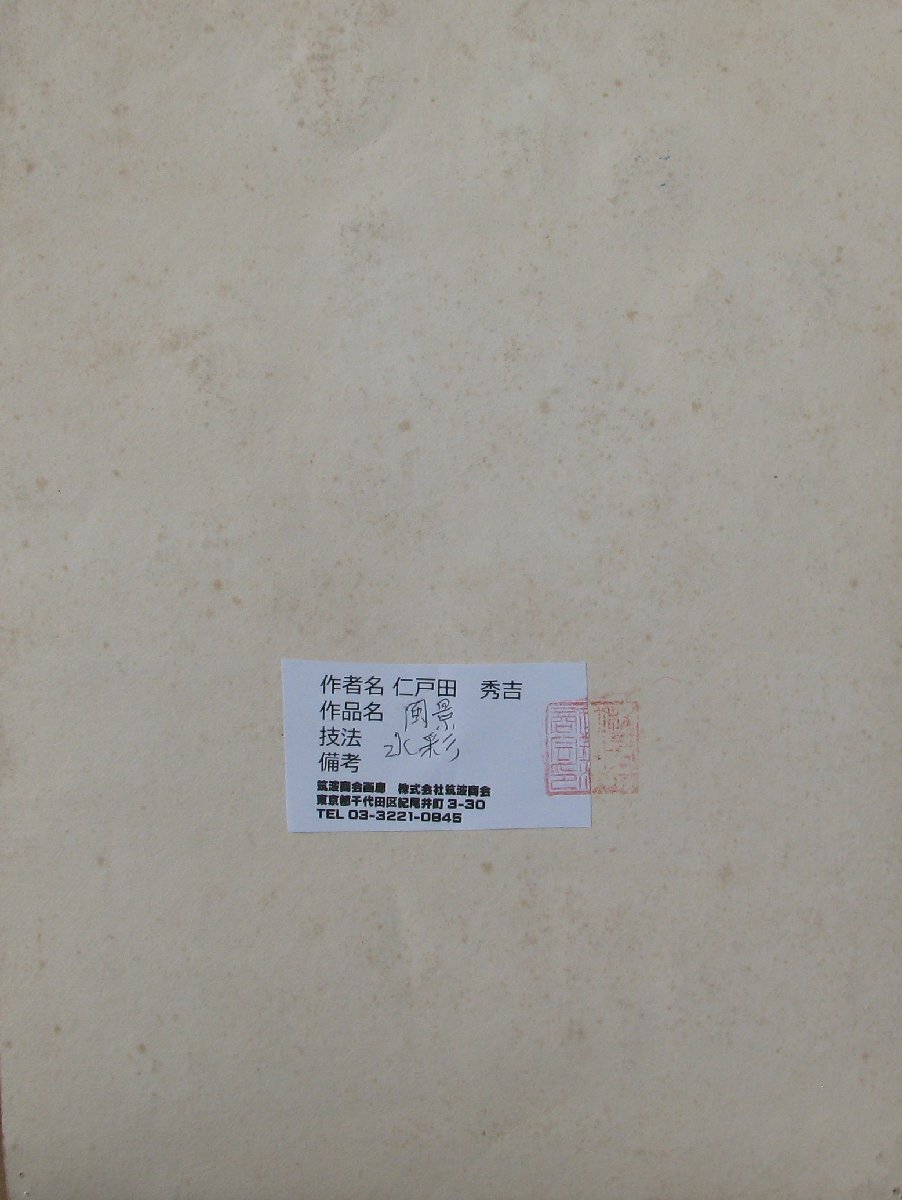 作者名 仁戸田 秀吉
作品名 風景
技法 水彩
備考
筑波商会画廊 株式会社筑波商会
東京都千代田区紀尾井町 3-30
TEL 03-3221-0845